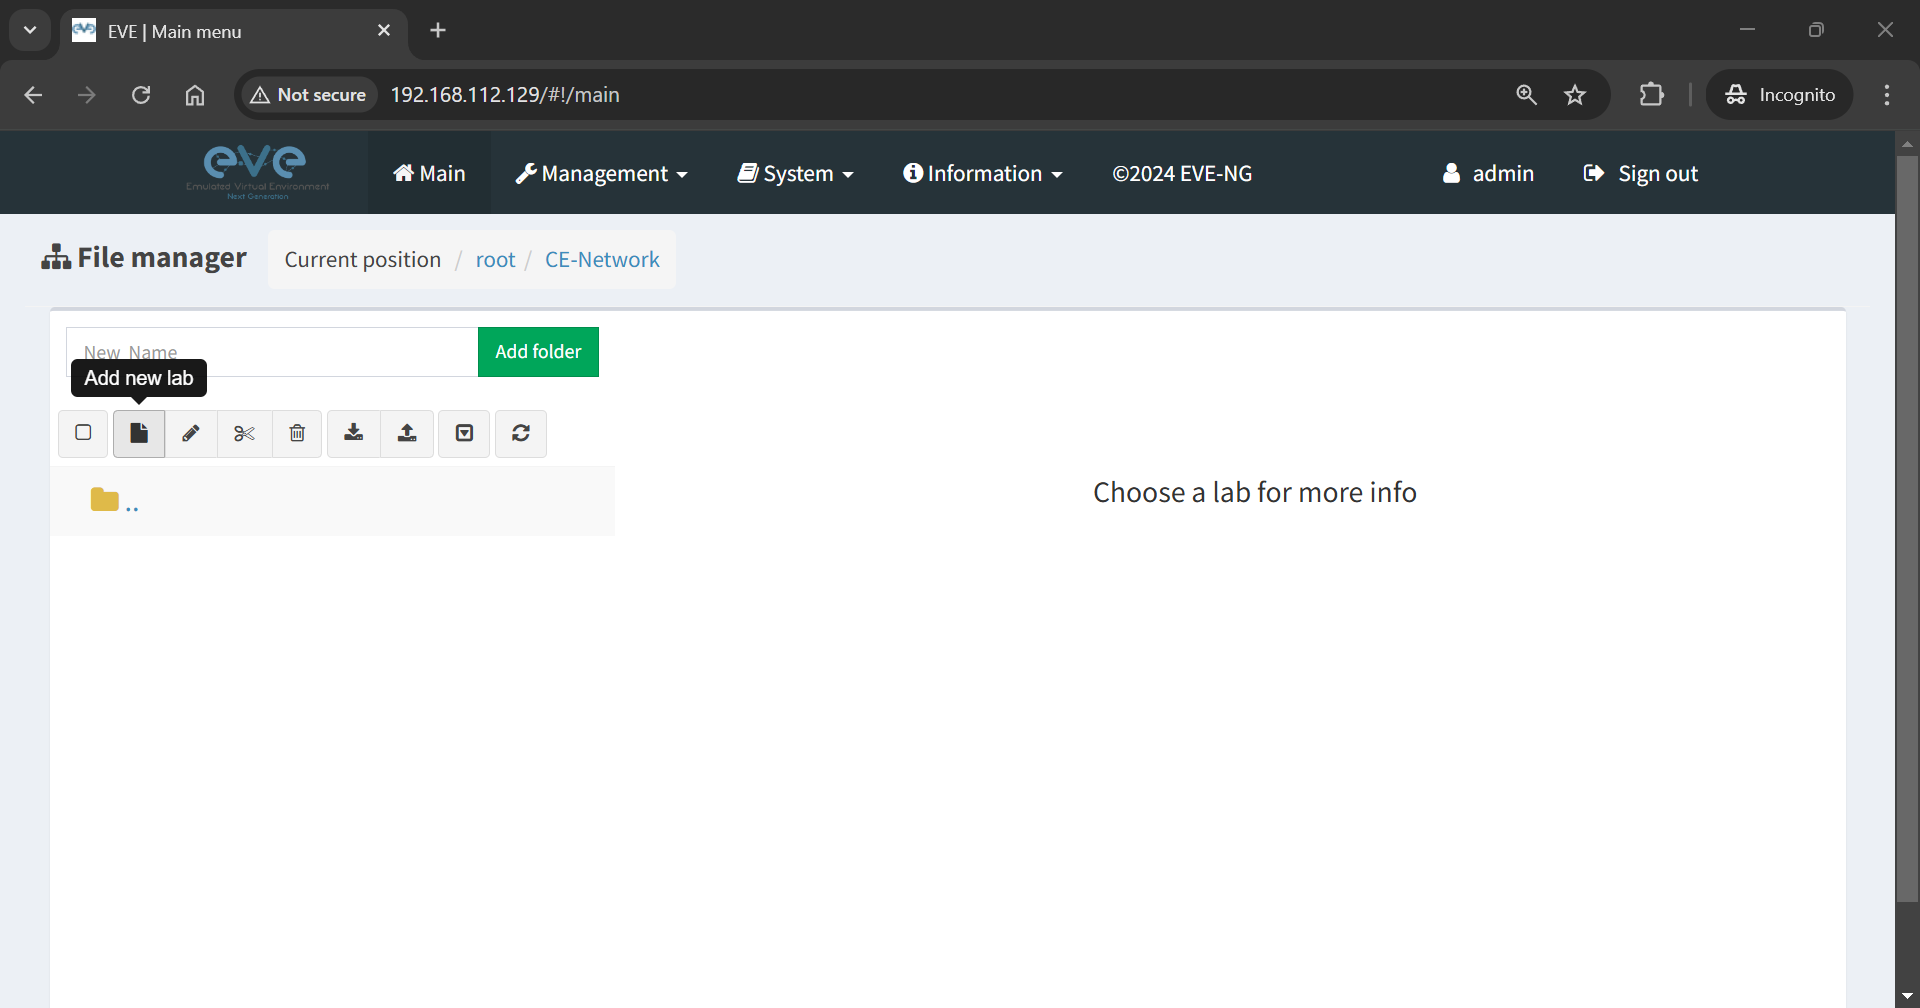 EVE | Main menu
Not secure
192.168.112.129/#!/main
Incognito
eve
Emulated Virtual Environment
Next Generation
Main
Management
System
Information
©2024 EVE-NG
admin
Sign out
File manager
Current position / root / CE-Network
New Name
Add folder
Add new lab
..
Choose a lab for more info